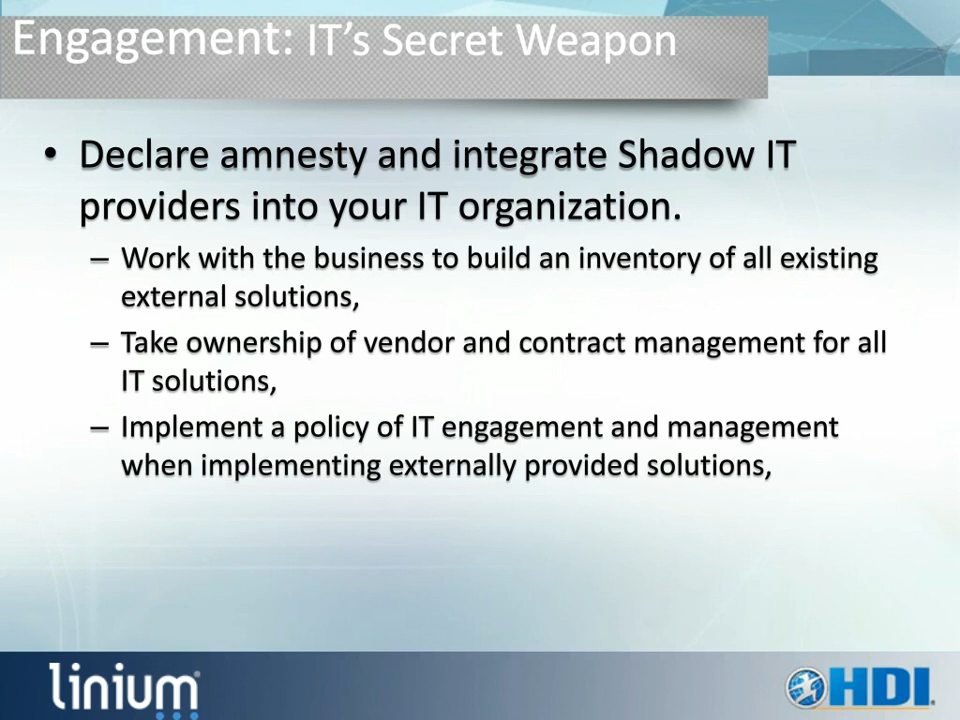 Engagement: IT’s Secret Weapon
• Declare amnesty and integrate Shadow IT
providers into your IT organization.
– Work with the business to build an inventory of all existing
external solutions,
– Take ownership of vendor and contract management for all
IT solutions,
– Implement a policy of IT engagement and management
when implementing externally provided solutions,
linium®
HDI.